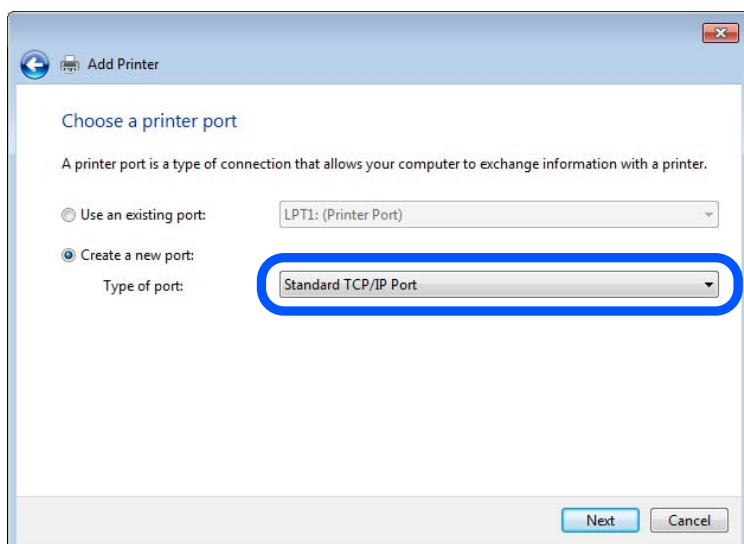 Add Printer
Choose a printer port
A printer port is a type of connection that allows your computer to exchange information with a printer.
Use an existing port: LPT1: (Printer Port)
Create a new port:
Type of port: Standard TCP/IP Port
Next Cancel